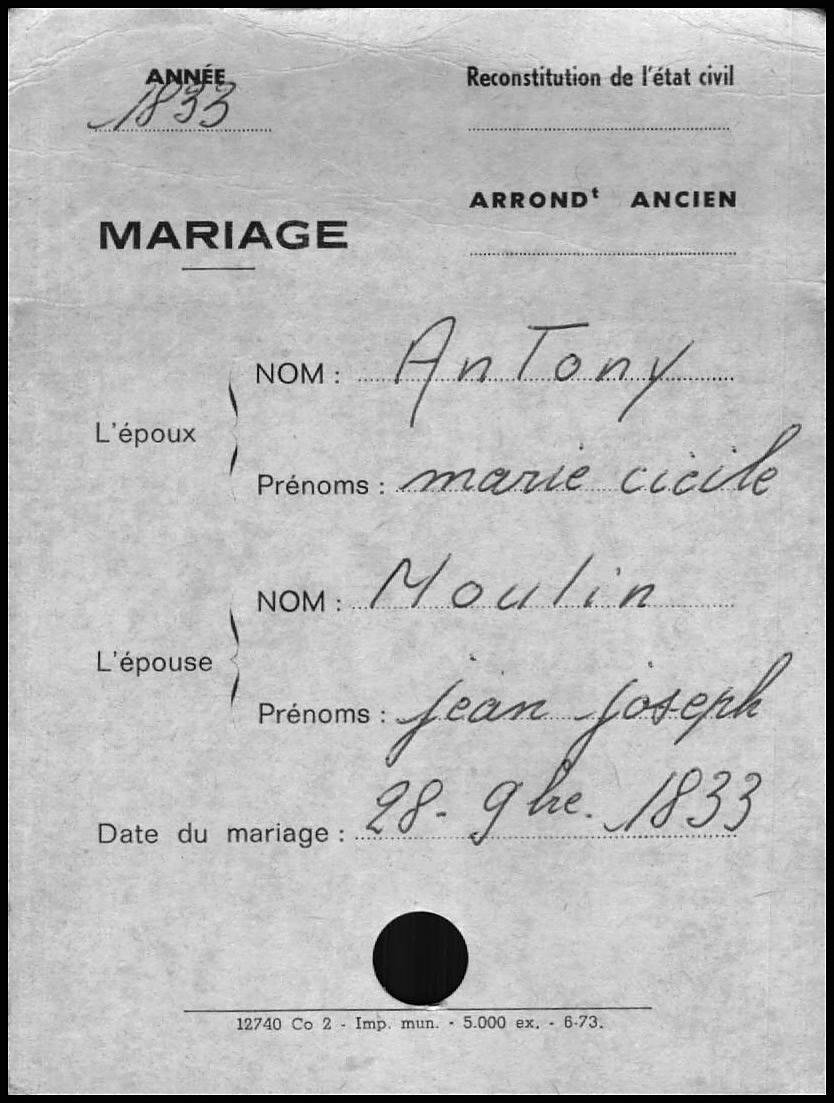 ANNÉE
1833
Reconstitution de l'état civil
ARRONDt ANCIEN
MARIAGE
L'époux
NOM : AnTony
Prénoms : marie cicile
L'épouse
NOM : Moulin
Prénoms : jean joseph
Date du mariage : 28- 9bre. 1833
12740 Co 2 - Imp. mun. - 5.000 ex. - 6-73.